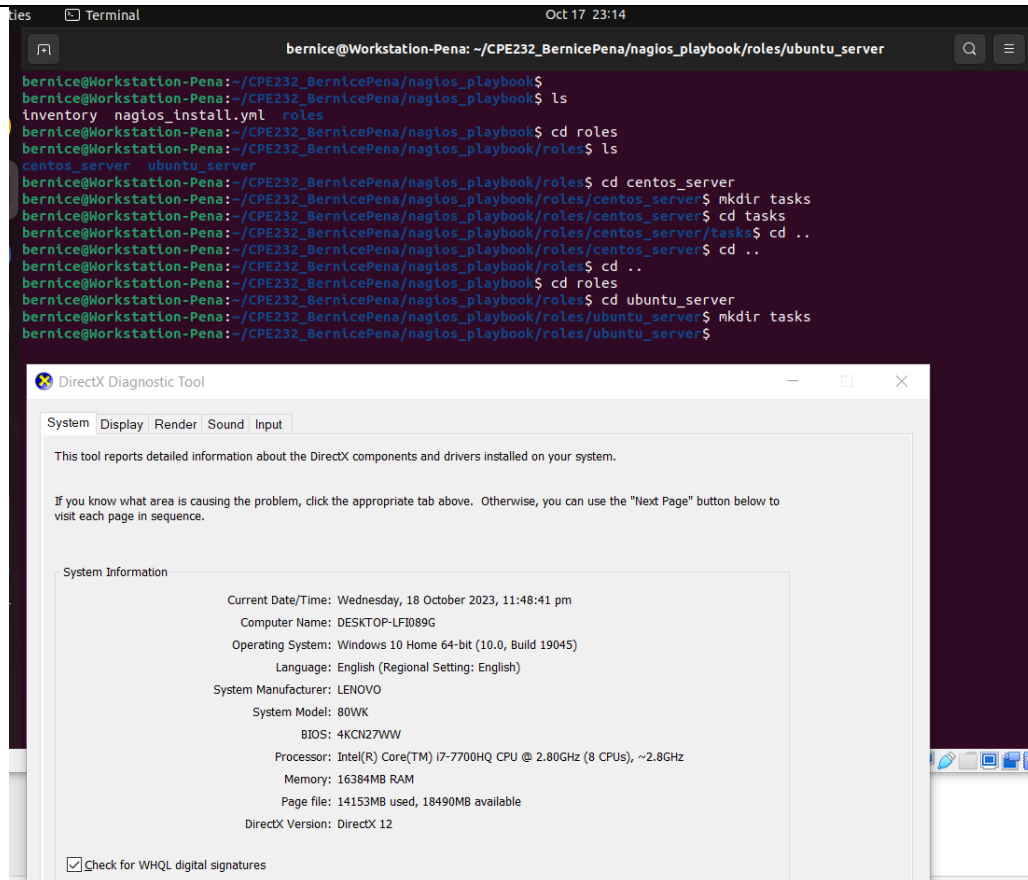 ties Terminal Oct 17 23:14
bernice@Workstation-Pena: ~/CPE232_BernicePena/nagios_playbook/roles/ubuntu_server
bernice@Workstation-Pena:~/CPE232_BernicePena/nagios_playbook$
bernice@Workstation-Pena:~/CPE232_BernicePena/nagios_playbook$ ls
inventory nagios_install.yml roles
bernice@Workstation-Pena:~/CPE232_BernicePena/nagios_playbook$ cd roles
bernice@Workstation-Pena:~/CPE232_BernicePena/nagios_playbook/roles$ ls
centos_server ubuntu_server
bernice@Workstation-Pena:~/CPE232_BernicePena/nagios_playbook/roles$ cd centos_server
bernice@Workstation-Pena:~/CPE232_BernicePena/nagios_playbook/roles/centos_server$ mkdir tasks
bernice@Workstation-Pena:~/CPE232_BernicePena/nagios_playbook/roles/centos_server$ cd tasks
bernice@Workstation-Pena:~/CPE232_BernicePena/nagios_playbook/roles/centos_server/tasks$ cd ..
bernice@Workstation-Pena:~/CPE232_BernicePena/nagios_playbook/roles/centos_server$ cd ..
bernice@Workstation-Pena:~/CPE232_BernicePena/nagios_playbook/roles$ cd ..
bernice@Workstation-Pena:~/CPE232_BernicePena/nagios_playbook$ cd roles
bernice@Workstation-Pena:~/CPE232_BernicePena/nagios_playbook/roles$ cd ubuntu_server
bernice@Workstation-Pena:~/CPE232_BernicePena/nagios_playbook/roles/ubuntu_server$ mkdir tasks
bernice@Workstation-Pena:~/CPE232_BernicePena/nagios_playbook/roles/ubuntu_server$
DirectX Diagnostic Tool
System Display Render Sound Input
This tool reports detailed information about the DirectX components and drivers installed on your system.
If you know what area is causing the problem, click the appropriate tab above. Otherwise, you can use the "Next Page" button below to
visit each page in sequence.
System Information
Current Date/Time: Wednesday, 18 October 2023, 11:48:41 pm
Computer Name: DESKTOP-LFI089G
Operating System: Windows 10 Home 64-bit (10.0, Build 19045)
Language: English (Regional Setting: English)
System Manufacturer: LENOVO
System Model: 80WK
BIOS: 4KCN27WW
Processor: Intel(R) Core(TM) i7-7700HQ CPU @ 2.80GHz (8 CPUs), ~2.8GHz
Memory: 16384MB RAM
Page file: 14153MB used, 18490MB available
DirectX Version: DirectX 12
Check for WHQL digital signatures